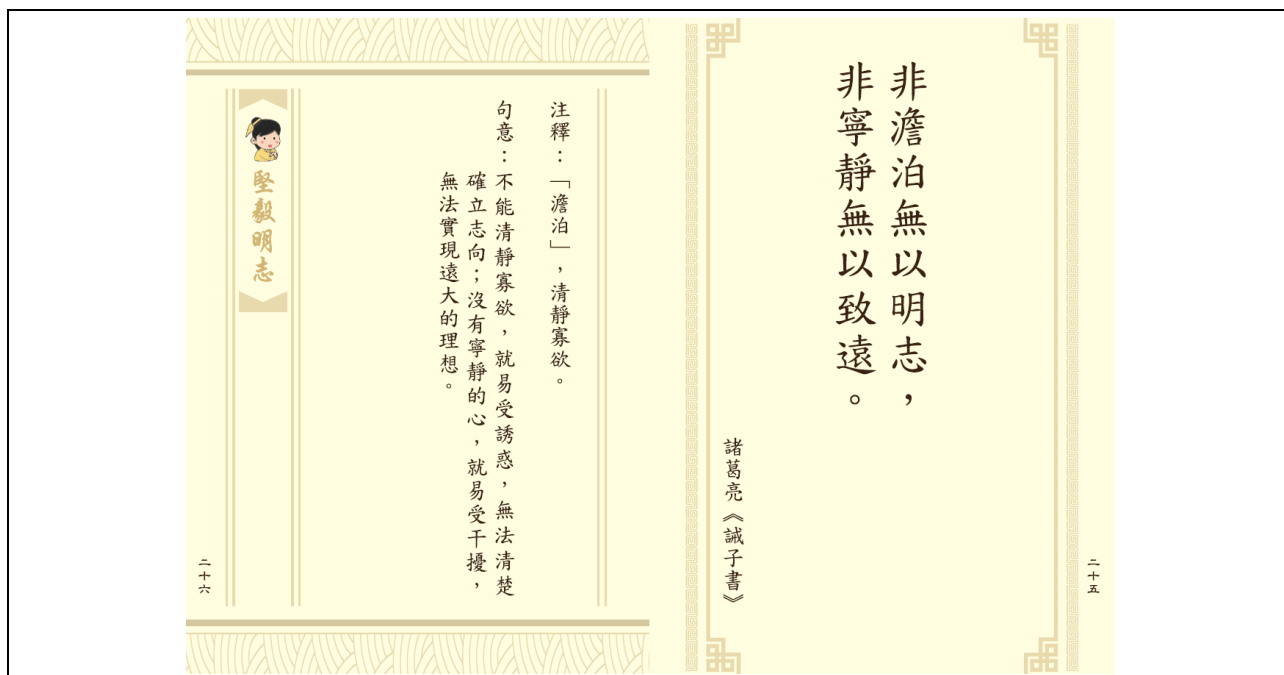 非澹泊無以明志，
非寧靜無以致遠。
諸葛亮《誡子書》
二十五
注釋：「澹泊」，清靜寡欲。
句意：不能清靜寡欲，就易受誘惑，無法清楚
確立志向；沒有寧靜的心，就易受干擾，
無法實現遠大的理想。
堅毅明志
二十六